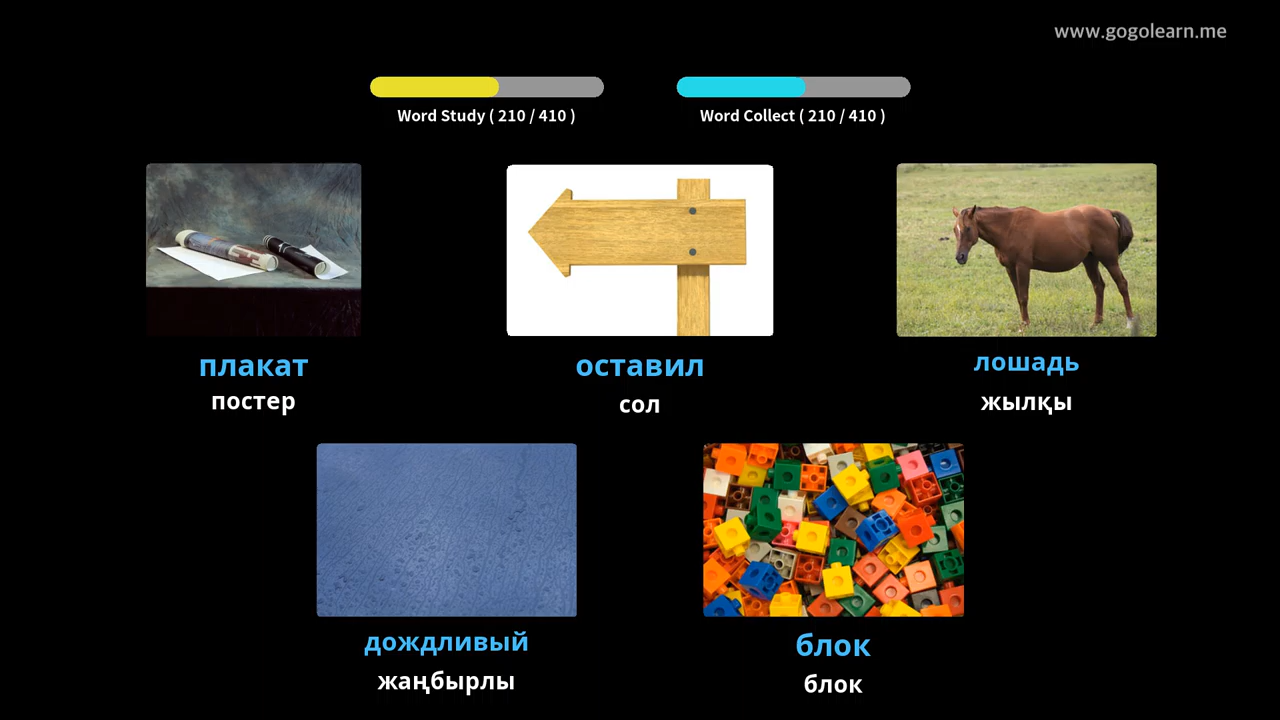 www.gogolearn.me
Word Study ( 210 / 410 )
Word Collect ( 210 / 410 )
плакат
постер
оставил
сол
лошадь
жылқы
дождливый
жаңбырлы
блок
блок